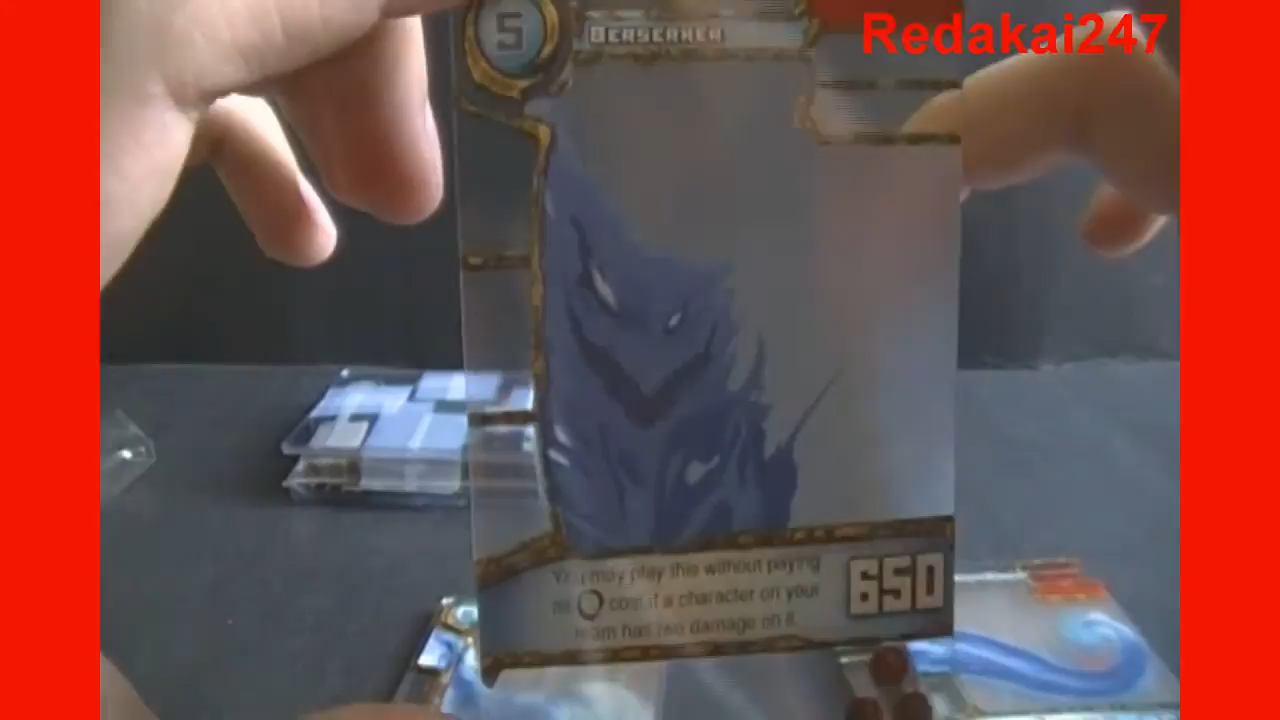 Redakai247
5
BERSERKER
You may play this without paying
its cost if a character on your
team has two damage on it.
650